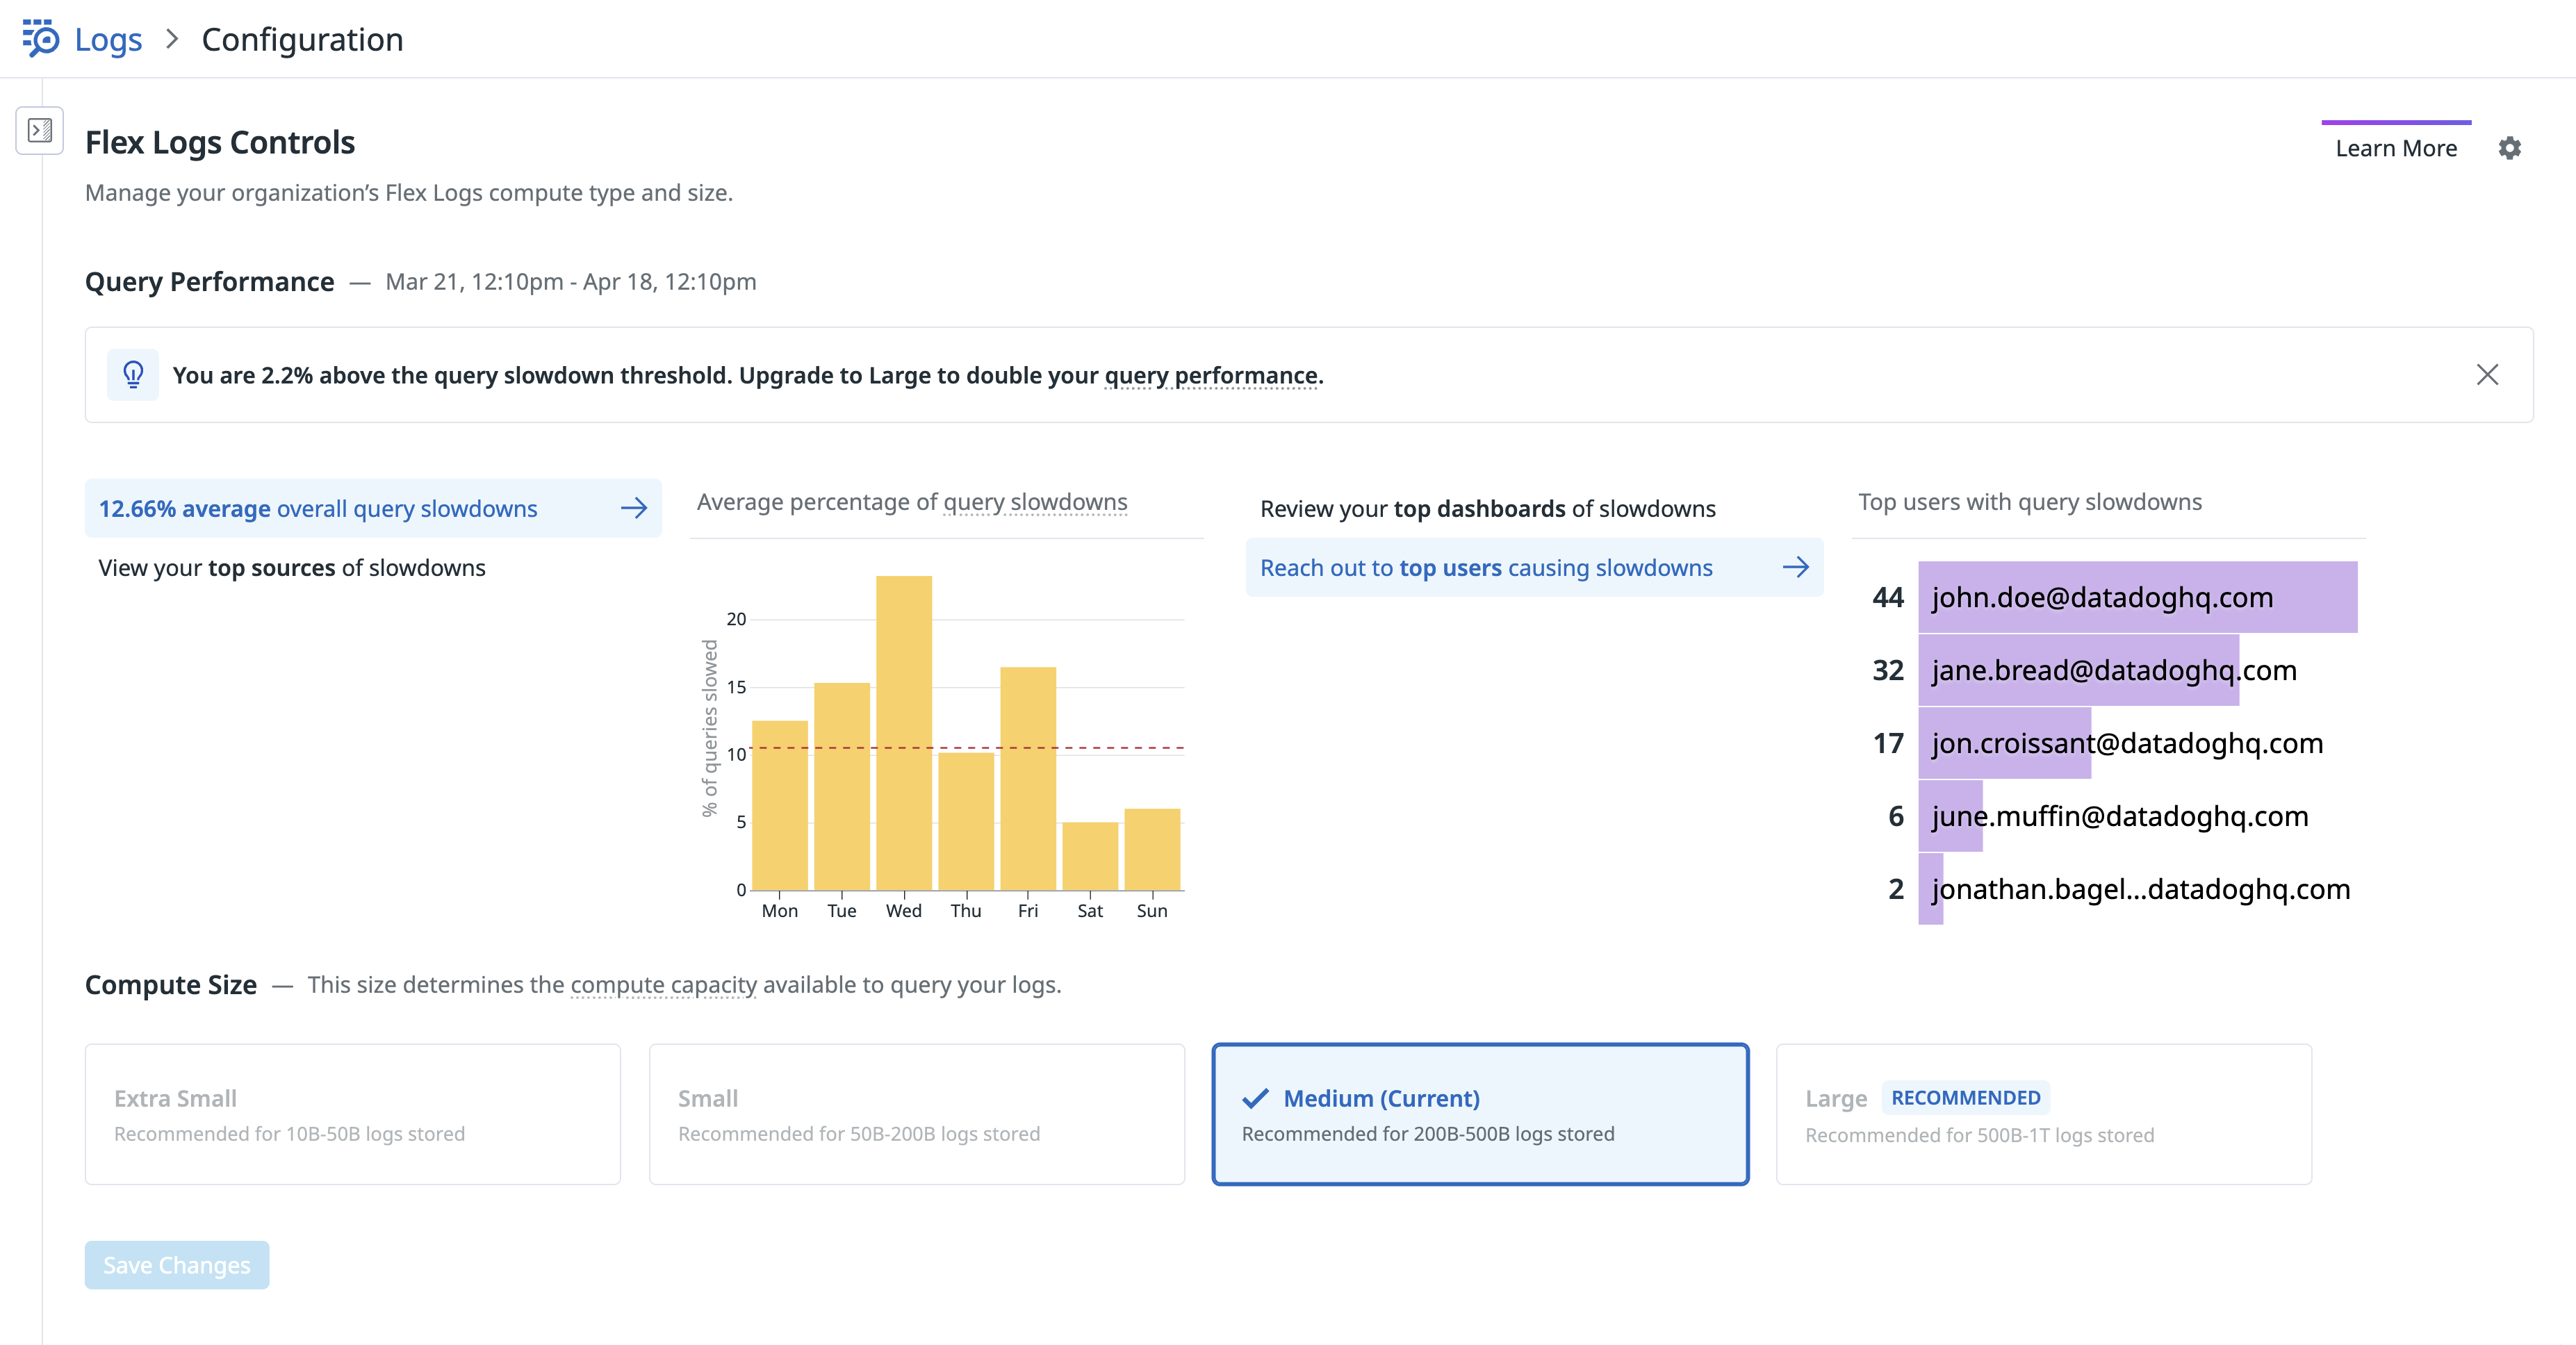 Logs > Configuration
Flex Logs Controls
Learn More
Manage your organization’s Flex Logs compute type and size.
Query Performance — Mar 21, 12:10pm - Apr 18, 12:10pm
You are 2.2% above the query slowdown threshold. Upgrade to Large to double your query performance.
12.66% average overall query slowdowns
View your top sources of slowdowns
Average percentage of query slowdowns
% of queries slowed
20
15
10
5
0
Mon Tue Wed Thu Fri Sat Sun
Review your top dashboards of slowdowns
Reach out to top users causing slowdowns
Top users with query slowdowns
44 john.doe@datadoghq.com
32 jane.bread@datadoghq.com
17 jon.croissant@datadoghq.com
6 june.muffin@datadoghq.com
2 jonathan.bagel...datadoghq.com
Compute Size — This size determines the compute capacity available to query your logs.
Extra Small
Recommended for 10B-50B logs stored
Small
Recommended for 50B-200B logs stored
Medium (Current)
Recommended for 200B-500B logs stored
Large RECOMMENDED
Recommended for 500B-1T logs stored
Save Changes